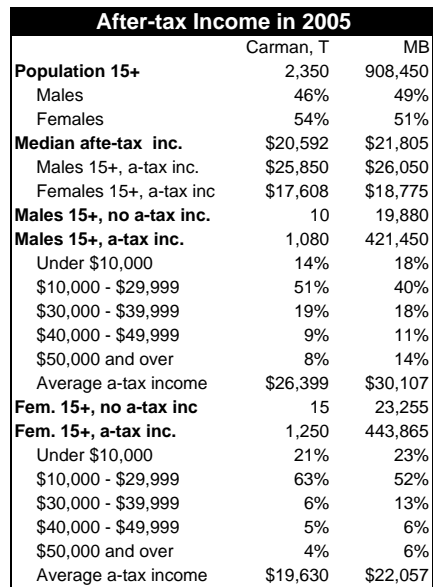 After-tax Income in 2005
Carman, T MB
Population 15+ 2,350 908,450
Males 46% 49%
Females 54% 51%
Median afte-tax inc. $20,592 $21,805
Males 15+, a-tax inc. $25,850 $26,050
Females 15+, a-tax inc $17,608 $18,775
Males 15+, no a-tax inc. 10 19,880
Males 15+, a-tax inc. 1,080 421,450
Under $10,000 14% 18%
$10,000 - $29,999 51% 40%
$30,000 - $39,999 19% 18%
$40,000 - $49,999 9% 11%
$50,000 and over 8% 14%
Average a-tax income $26,399 $30,107
Fem. 15+, no a-tax inc 15 23,255
Fem. 15+, a-tax inc. 1,250 443,865
Under $10,000 21% 23%
$10,000 - $29,999 63% 52%
$30,000 - $39,999 6% 13%
$40,000 - $49,999 5% 6%
$50,000 and over 4% 6%
Average a-tax income $19,630 $22,057